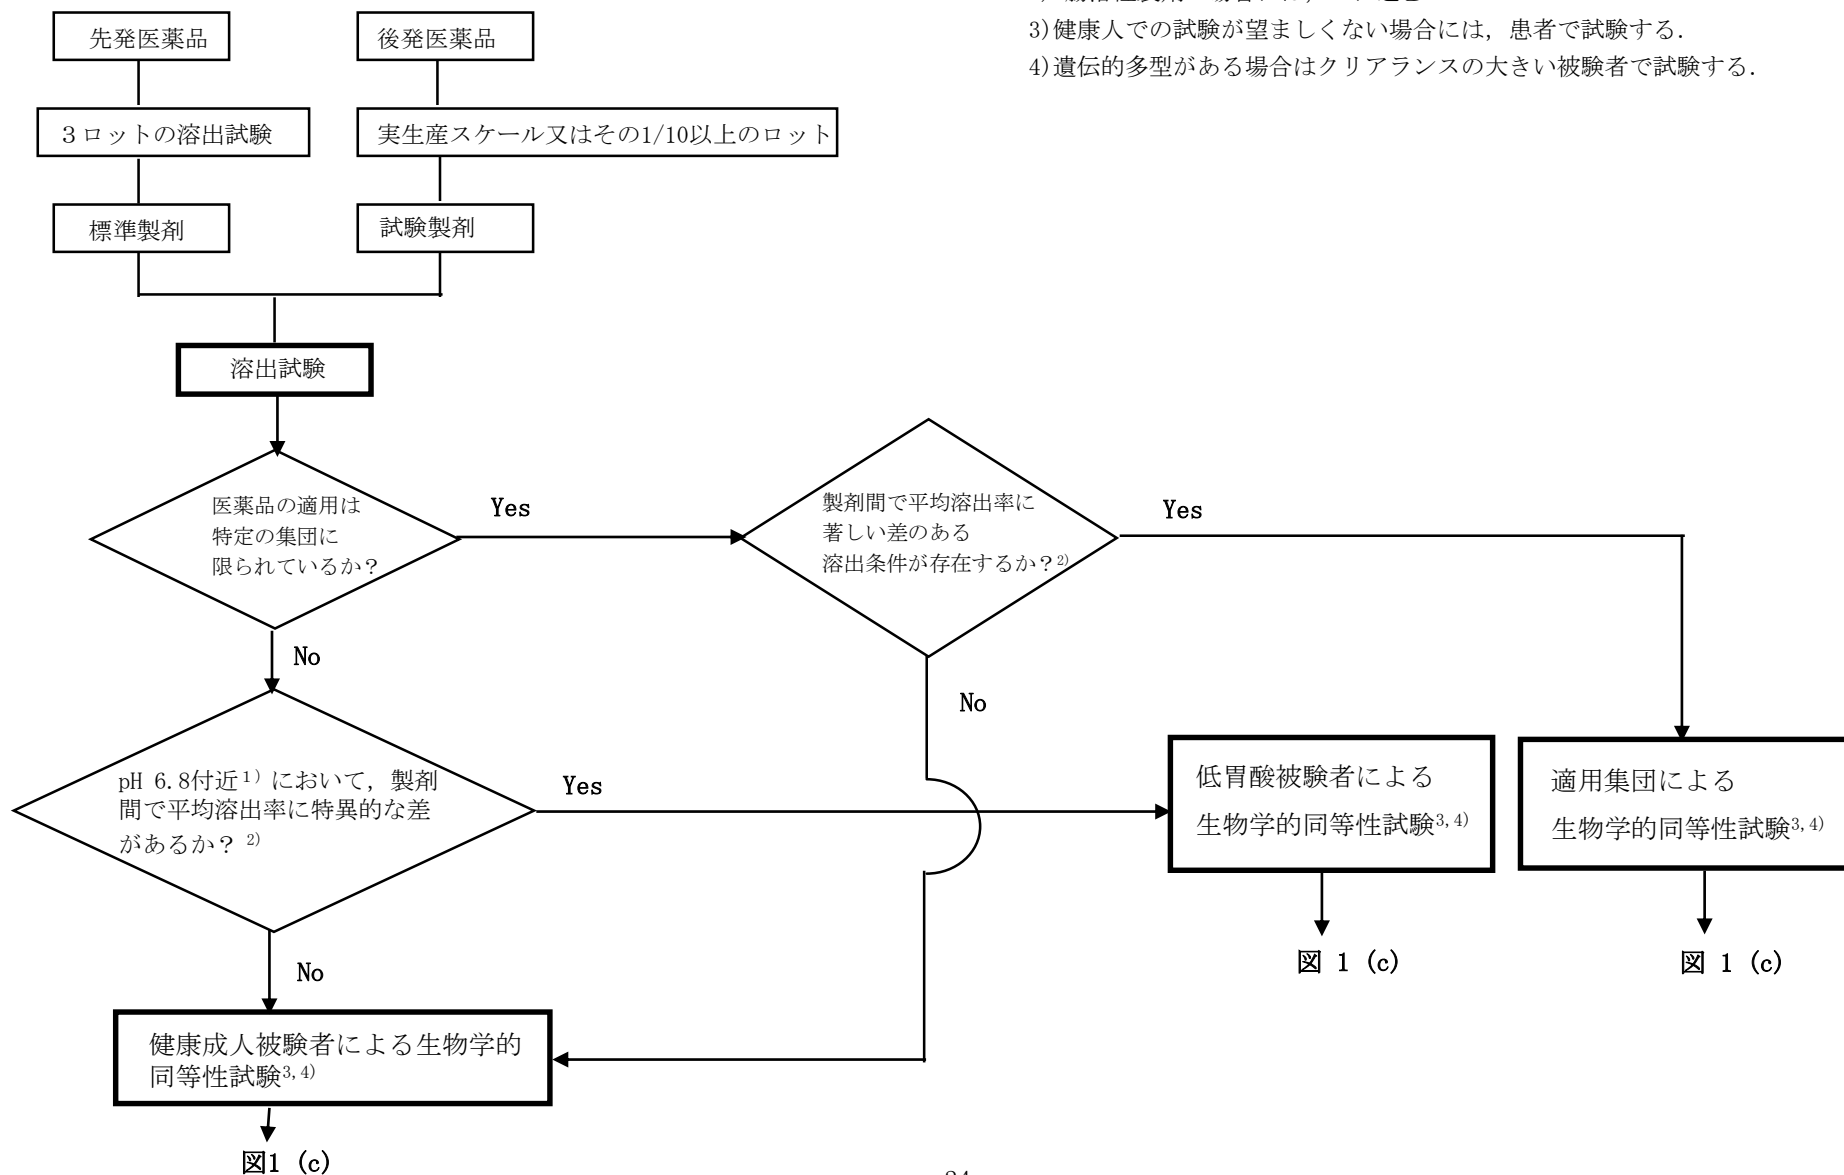 3)健康人での試験が望ましくない場合には，患者で試験する．
4)遺伝的多型がある場合はクリアランスの大きい被験者で試験する．
先発医薬品
後発医薬品
３ロットの溶出試験
実生産スケール又はその1/10以上のロット
標準製剤
試験製剤
溶出試験
医薬品の適用は
特定の集団に
限られているか？
Yes
製剤間で平均溶出率に
著しい差のある
溶出条件が存在するか？2)
Yes
No
No
pH 6.8付近1) において，製剤
間で平均溶出率に特異的な差
があるか？ 2)
Yes
低胃酸被験者による
生物学的同等性試験3,4)
適用集団による
生物学的同等性試験3,4)
図 1 (c)
図 1 (c)
No
健康成人被験者による生物学的
同等性試験3,4)
図1 (c)